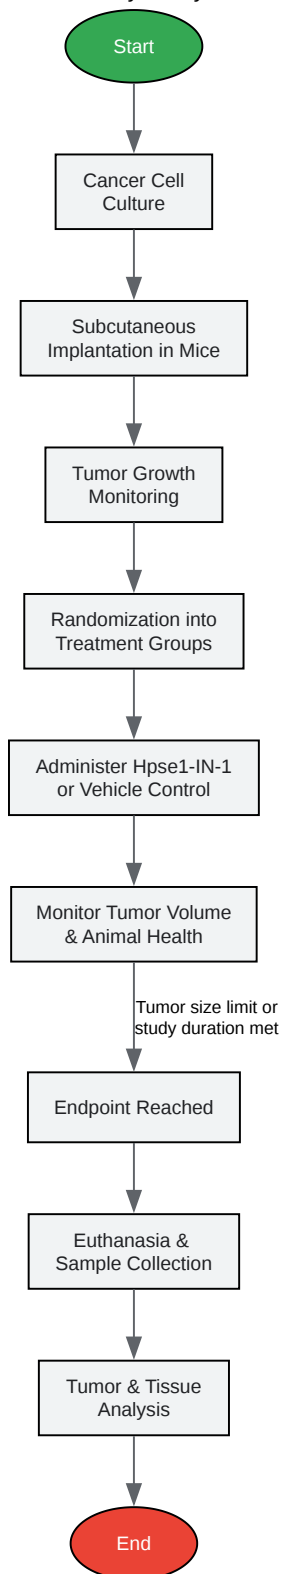 Start
Cancer Cell
Culture
Subcutaneous
Implantation in Mice
Tumor Growth
Monitoring
Randomization into
Treatment Groups
Administer Hpse1-IN-1
or Vehicle Control
Monitor Tumor Volume
& Animal Health
Tumor size limit or
study duration met
Endpoint Reached
Euthanasia &
Sample Collection
Tumor & Tissue
Analysis
End